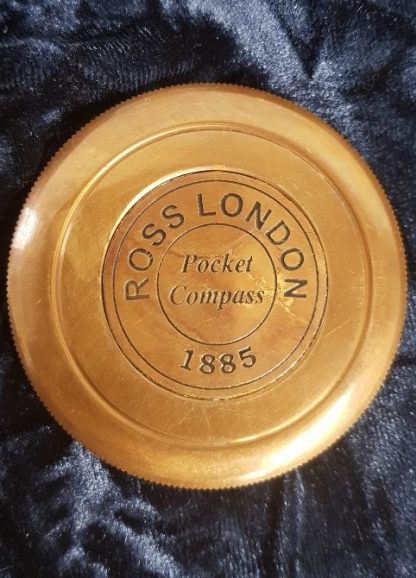 ROSS LONDON
Pocket
Compass
1885